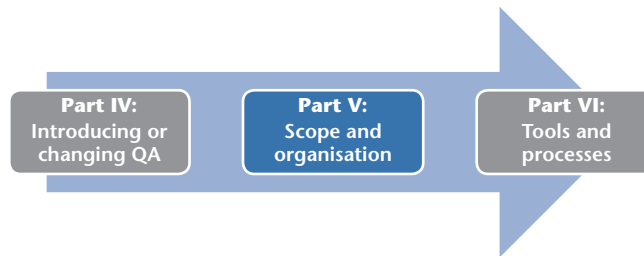 Part IV:
Introducing or
changing QA
Part V:
Scope and
organisation
Part VI:
Tools and
processes